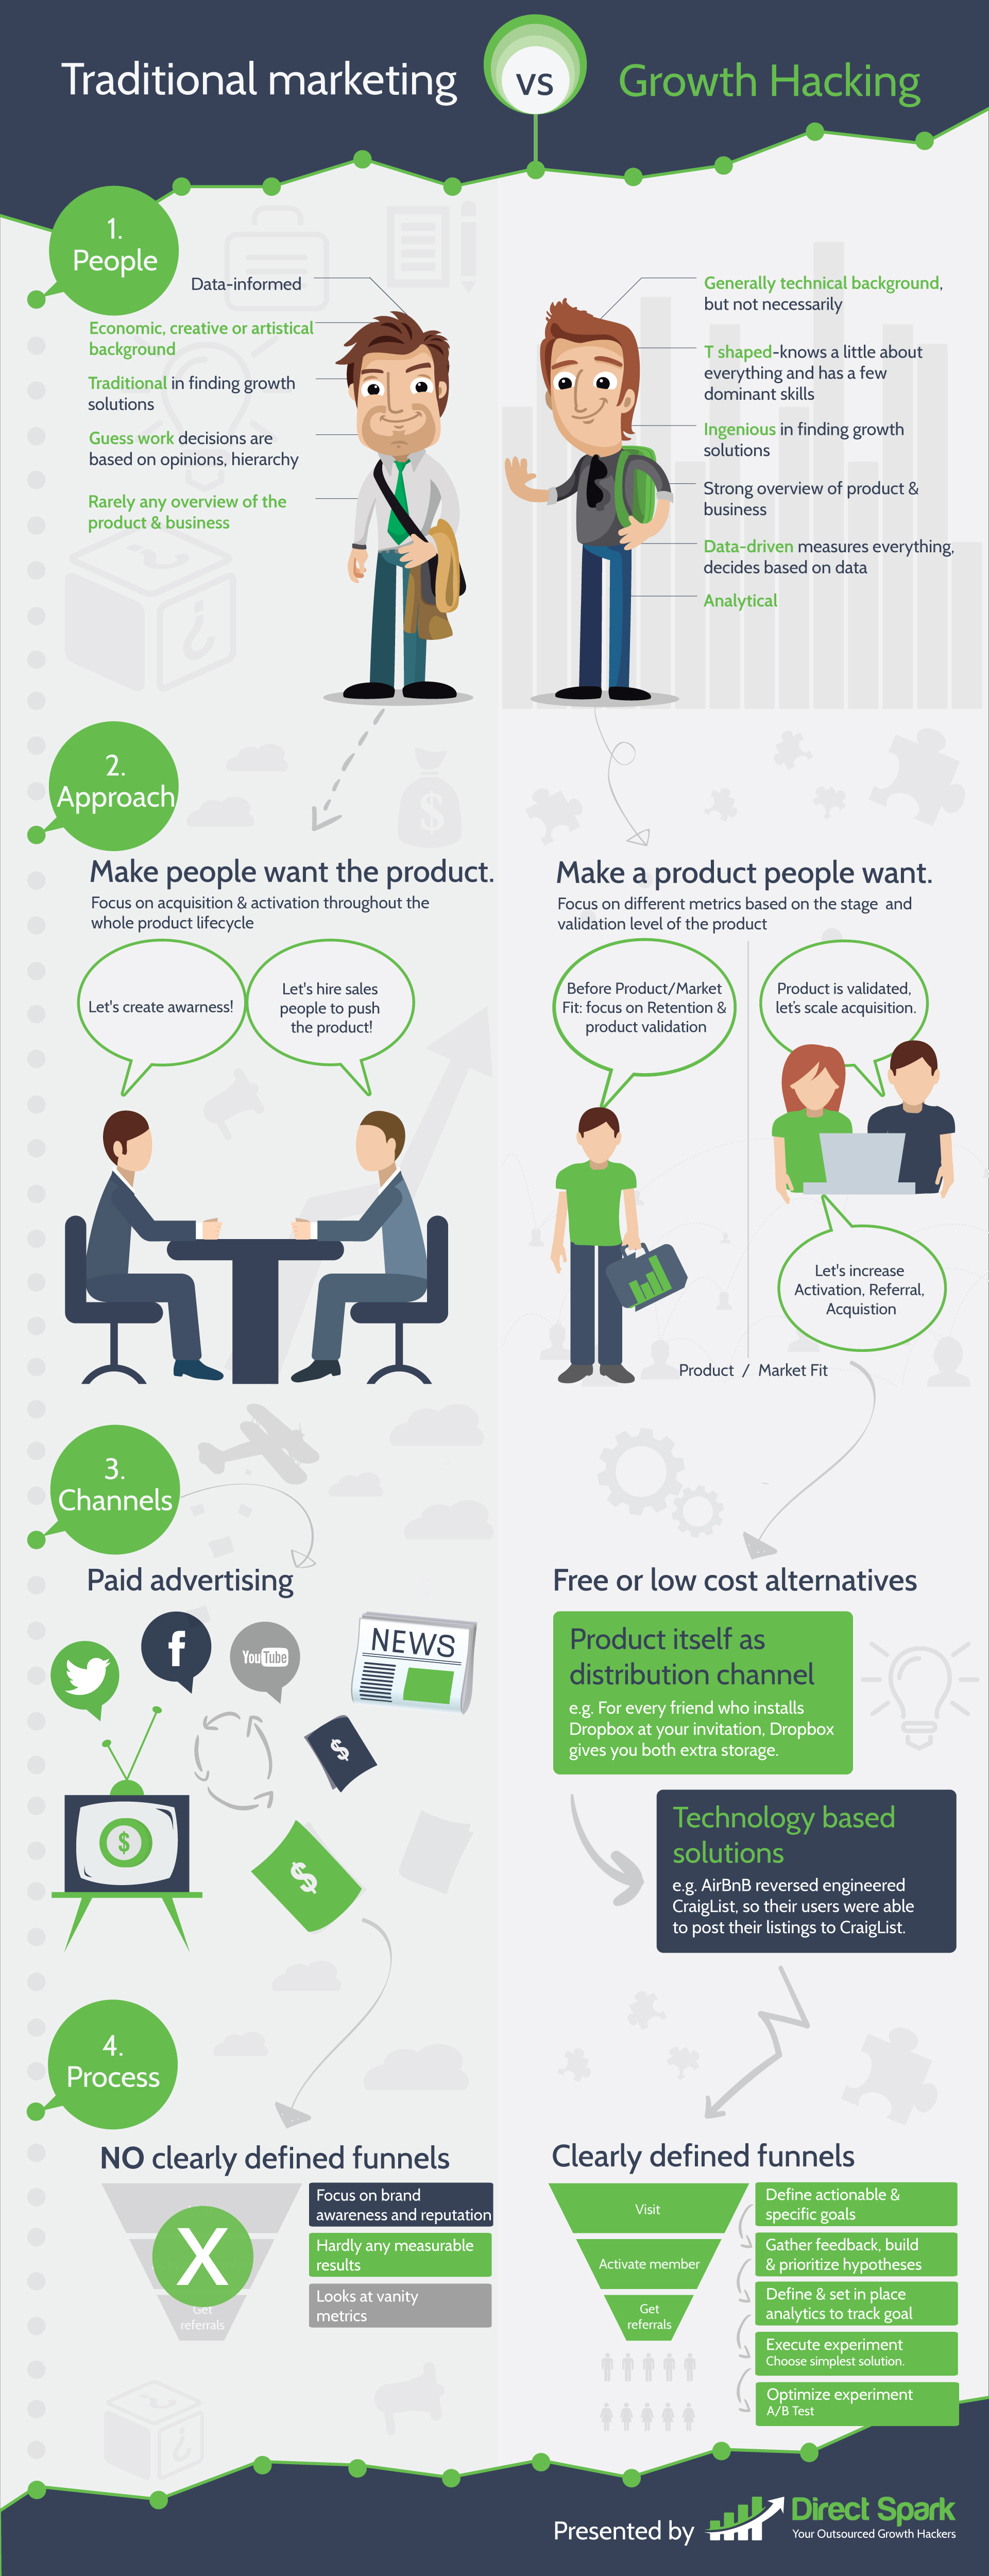 Traditional marketing
VS
Growth Hacking
1.
People
Data-informed
Economic, creative or artistical
background
Traditional in finding growth
solutions
Guess work decisions are
based on opinions, hierarchy
Rarely any overview of the
product & business
Generally technical background,
but not necessarily
T shaped-knows a little about
everything and has a few
dominant skills
Ingenious in finding growth
solutions
Strong overview of product &
business
Data-driven measures everything,
decides based on data
Analytical
2.
Approach
$
Make people want the product.
Focus on acquisition & activation throughout the
whole product lifecycle
Let's create awarness!
Let's hire sales
people to push
the product!
Make a product people want.
Focus on different metrics based on the stage and
validation level of the product
Before Product/Market
Fit: focus on Retention &
product validation
Product is validated,
let's scale acquisition.
Let's increase
Activation, Referral,
Acquistion
Product / Market Fit
3.
Channels
Paid advertising
f
YouTube
NEWS
$
$
$
Free or low cost alternatives
Product itself as
distribution channel
e.g. For every friend who installs
Dropbox at your invitation, Dropbox
gives you both extra storage.
Technology based
solutions
e.g. AirBnB reversed engineered
CraigList, so their users were able
to post their listings to CraigList.
4.
Process
NO clearly defined funnels
X
Get
referrals
Focus on brand
awareness and reputation
Hardly any measurable
results
Looks at vanity
metrics
Clearly defined funnels
Visit
Activate member
Get
referrals
Define actionable &
specific goals
Gather feedback, build
& prioritize hypotheses
Define & set in place
analytics to track goal
Execute experiment
Choose simplest solution.
Optimize experiment
A/B Test
Presented by
Direct Spark
Your Outsourced Growth Hackers